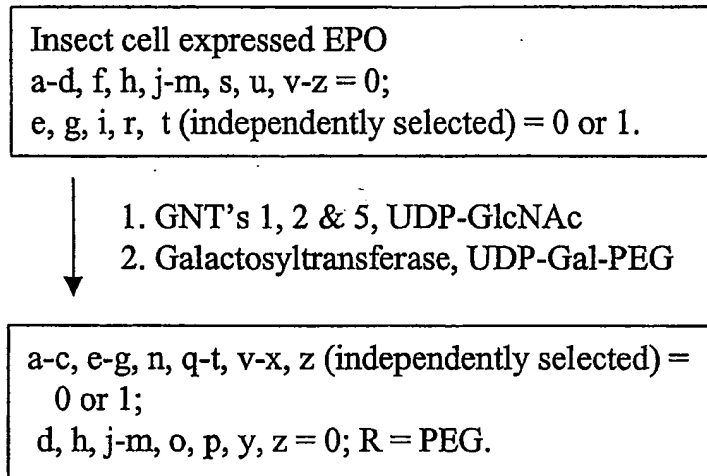 Insect cell expressed EPO
a-d, f, h, j-m, s, u, v-z = 0;
e, g, i, r, t (independently selected) = 0 or 1.
1. GNT's 1, 2 & 5, UDP-GlcNAc
2. Galactosyltransferase, UDP-Gal-PEG
a-c, e-g, n, q-t, v-x, z (independently selected) =
0 or 1;
d, h, j-m, o, p, y, z = 0; R = PEG.